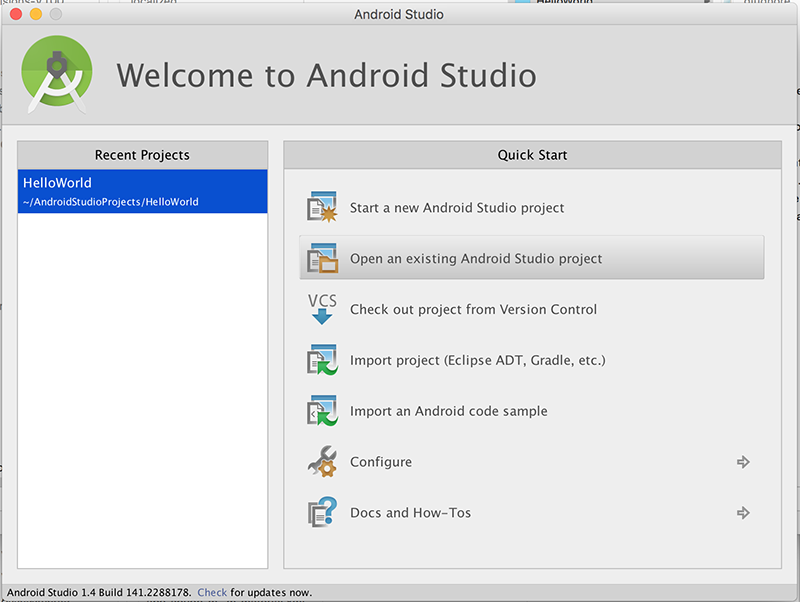 Android Studio
Welcome to Android Studio
Recent Projects
HelloWorld
~/AndroidStudioProjects/HelloWorld
Quick Start
Start a new Android Studio project
Open an existing Android Studio project
VCS
Check out project from Version Control
Import project (Eclipse ADT, Gradle, etc.)
Import an Android code sample
Configure
Docs and How-Tos
Android Studio 1.4 Build 141.2288178. Check for updates now.